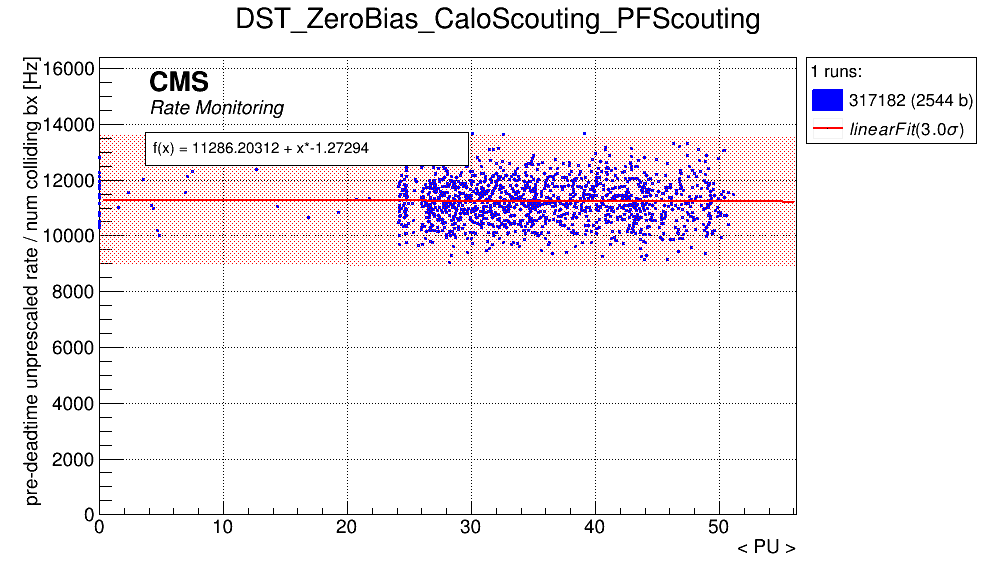 DST_ZeroBias_CaloScouting_PFScouting
pre-deadtime unprescaled rate / num colliding bx [Hz]
16000
14000
12000
10000
8000
6000
4000
2000
0
CMS
Rate Monitoring
f(x) = 11286.20312 + x*-1.27294
0 10 20 30 40 50
< PU >
1 runs:
317182 (2544 b)
linearFit(3.0σ)